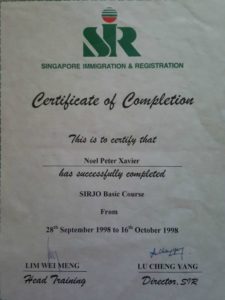 SIR
SINGAPORE IMMIGRATION & REGISTRATION
Certificate of Completion
This is to certify that
Noel Peter Xavier
has successfully completed
SIRJO Basic Course
From
28th September 1998 to 16th October 1998
LIM WEI MENG LU CHENG YANG
Head Training Director, SIR